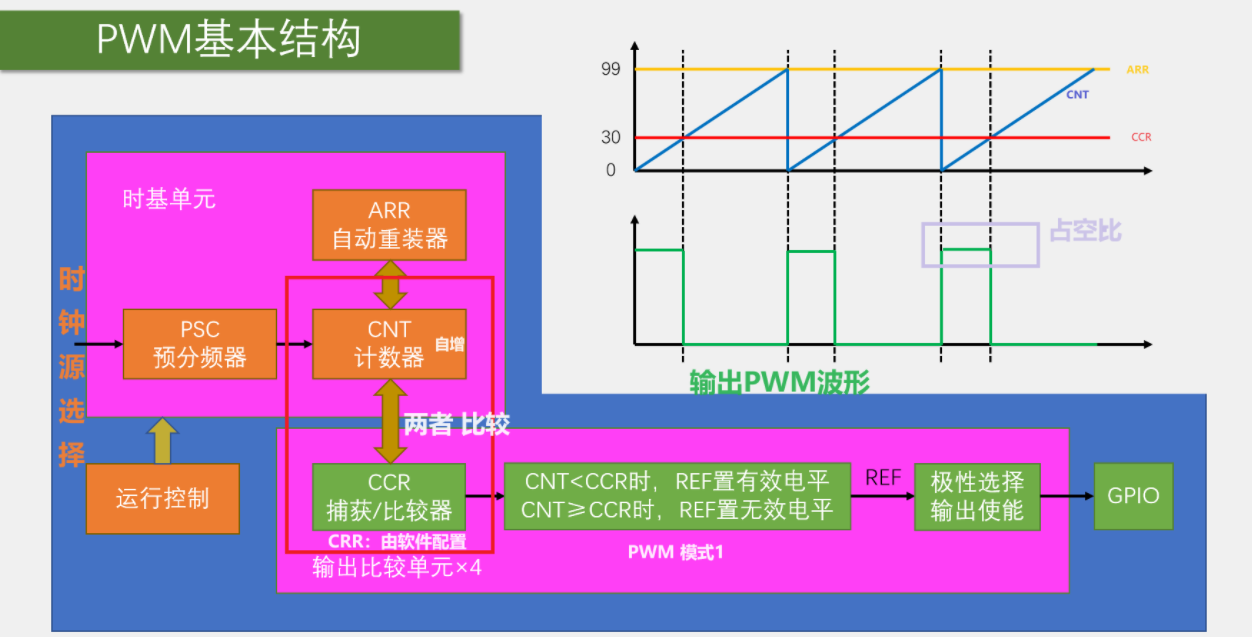 PWM基本结构
99
ARR
CNT
30
CCR
0
占空比
输出PWM波形
时基单元
ARR
自动重装器
时钟源选择
PSC
预分频器
CNT
计数器
自增
两者 比较
运行控制
CCR
捕获/比较器
CRR：由软件配置
输出比较单元×4
CNT<CCR时，REF置有效电平
CNT≥CCR时，REF置无效电平
PWM 模式1
REF
极性选择
输出使能
GPIO